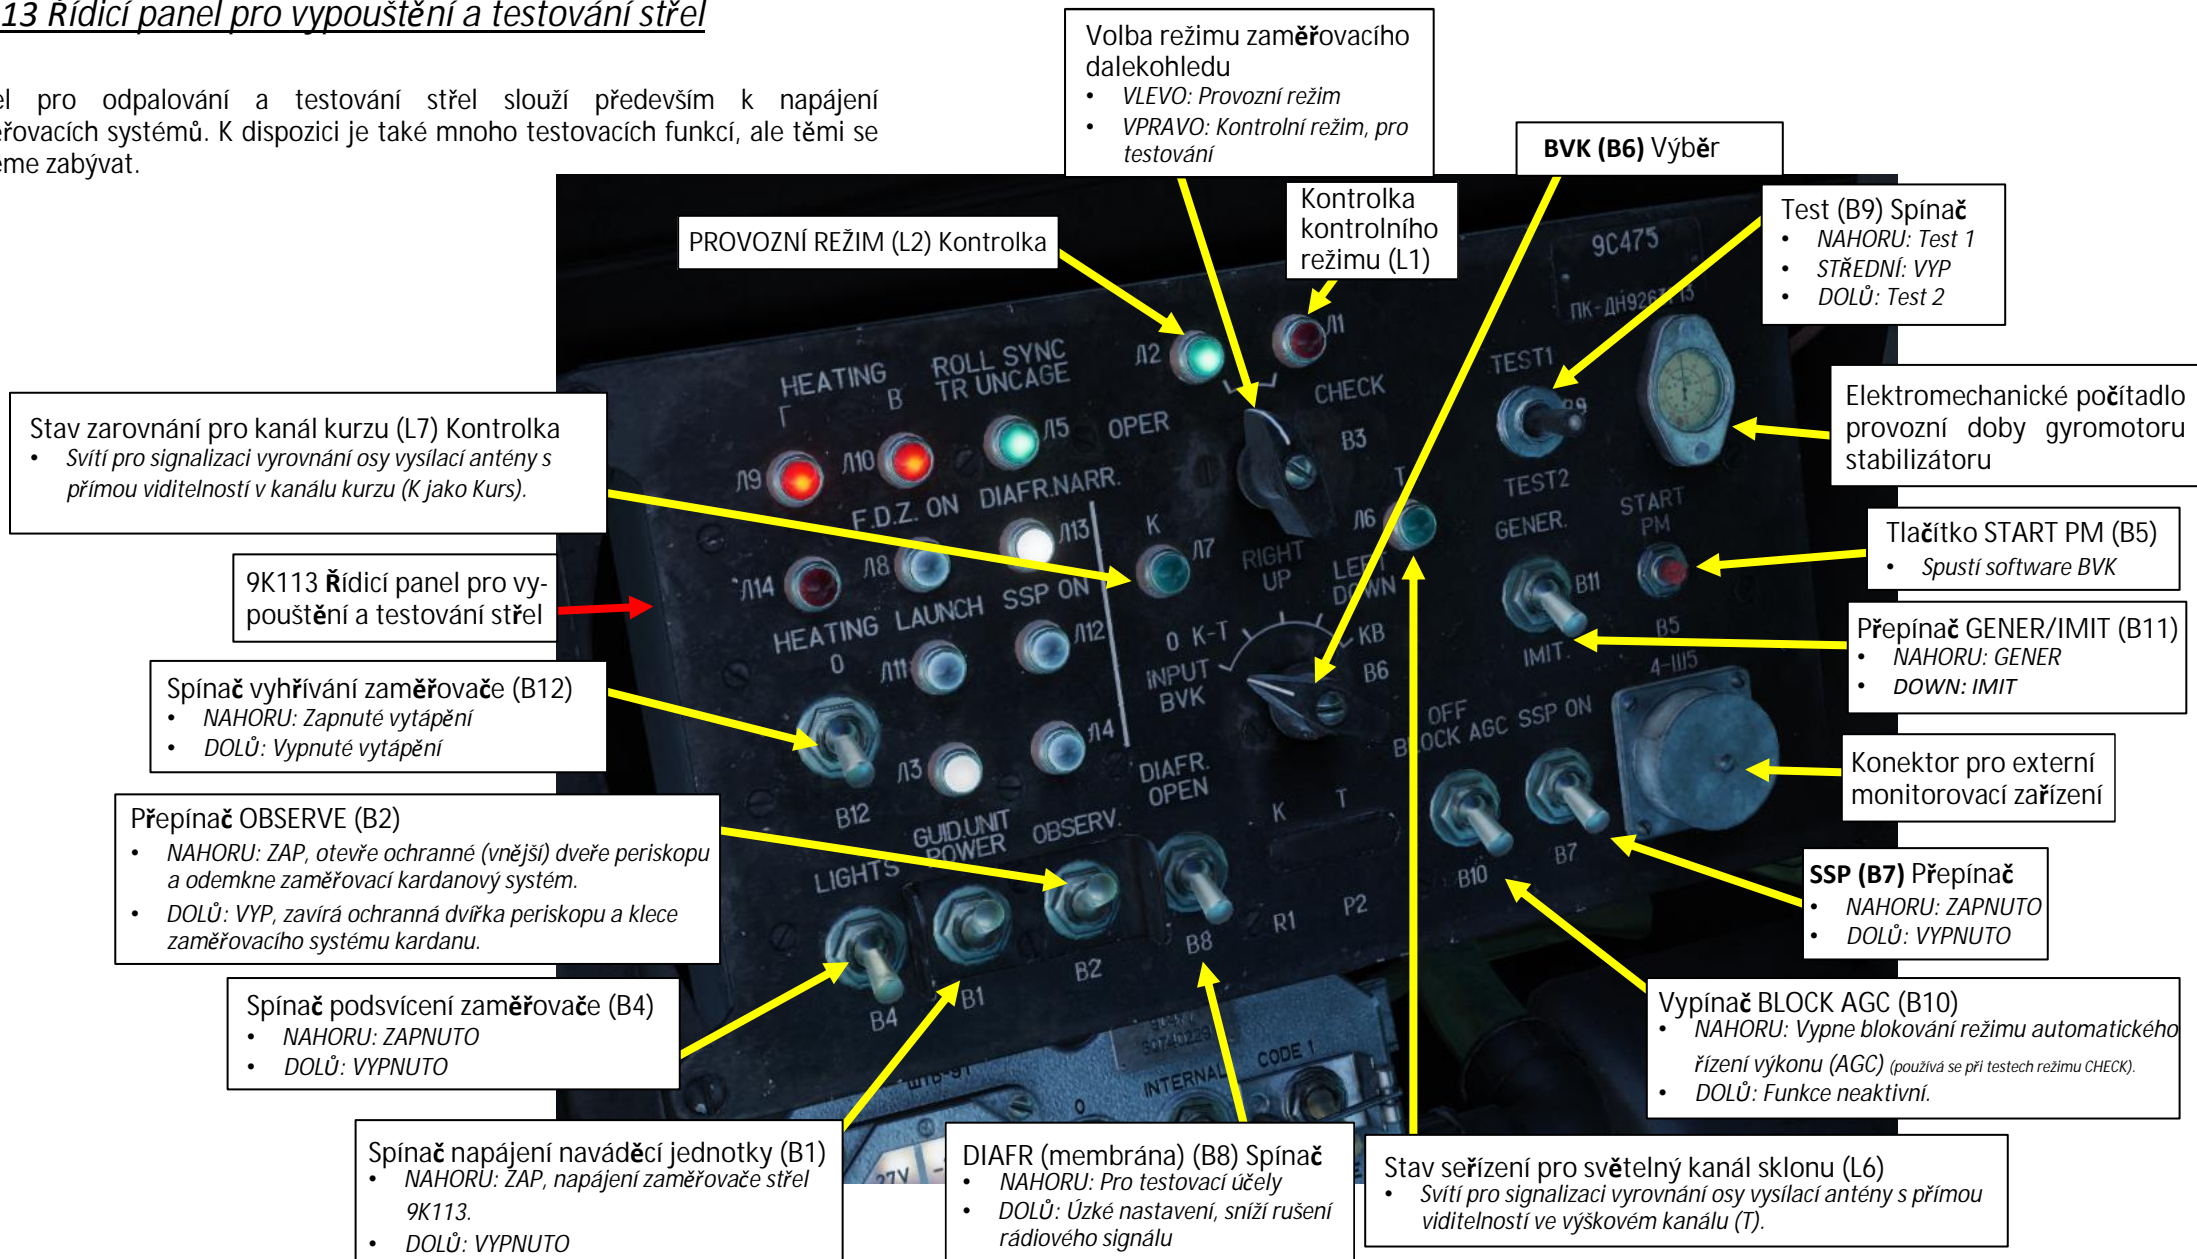 13 Řídicí panel pro vypouštění a testování střel
el pro odpalování a testování střel slouží především k napájení
ěřovacích systémů. K dispozici je také mnoho testovacích funkcí, ale těmi se
eme zabývat.
Volba režimu zaměřovacího
dalekohledu
• VLEVO: Provozní režim
• VPRAVO: Kontrolní režim, pro
testování
BVK (B6) Výběr
Kontrolka
kontrolního
režimu (L1)
Test (B9) Spínač
• NAHORU: Test 1
• STŘEDNÍ: VYP
• DOLŮ: Test 2
PROVOZNÍ REŽIM (L2) Kontrolka
Elektromechanické počítadlo
provozní doby gyromotoru
stabilizátoru
Stav zarovnání pro kanál kurzu (L7) Kontrolka
• Svítí pro signalizaci vyrovnání osy vysílací antény s
přímou viditelností v kanálu kurzu (K jako Kurs).
Tlačítko START PM (B5)
• Spustí software BVK
9K113 Řídicí panel pro vy-
pouštění a testování střel
Přepínač GENER/IMIT (B11)
• NAHORU: GENER
• DOWN: IMIT
Spínač vyhřívání zaměřovače (B12)
• NAHORU: Zapnuté vytápění
• DOLŮ: Vypnuté vytápění
Konektor pro externí
monitorovací zařízení
Přepínač OBSERVE (B2)
• NAHORU: ZAP, otevře ochranné (vnější) dveře periskopu
a odemkne zaměřovací kardanový systém.
• DOLŮ: VYP, zavírá ochranná dvířka periskopu a klece
zaměřovacího systému kardanu.
SSP (B7) Přepínač
• NAHORU: ZAPNUTO
• DOLŮ: VYPNUTO
Spínač podsvícení zaměřovače (B4)
• NAHORU: ZAPNUTO
• DOLŮ: VYPNUTO
Vypínač BLOCK AGC (B10)
• NAHORU: Vypne blokování režimu automatického
řízení výkonu (AGC) (používá se při testech režimu CHECK).
• DOLŮ: Funkce neaktivní.
Spínač napájení naváděcí jednotky (B1)
• NAHORU: ZAP, napájení zaměřovače střel
9K113.
• DOLŮ: VYPNUTO
DIAFR (membrána) (B8) Spínač
• NAHORU: Pro testovací účely
• DOLŮ: Úzké nastavení, sníží rušení
rádiového signálu
Stav seřízení pro světelný kanál sklonu (L6)
• Svítí pro signalizaci vyrovnání osy vysílací antény s přímou
viditelností ve výškovém kanálu (T).
9C475
HEATING
Г В
ROLL SYNC
TR UNCAGE
Л2
Л1
OPER
CHECK
B3
TEST1
B9
TEST2
Л9
Л10
Л5
F.D.Z. ON
DIAFR.NARR.
Л14
Л8
Л13
K
Л7
T
Л6
GENER.
START
PM
RIGHT
UP
LEFT
DOWN
B11
B5
IMIT.
4-Ш5
HEATING
O
LAUNCH
SSP ON
Л11
Л12
O K-T
KB
INPUT
BVK
B6
OFF
BLOCK AGC
SSP ON
Л3
Л4
B12
GUID.UNIT
POWER
OBSERV.
DIAFR.
OPEN
K T
LIGHTS
B4
B1
B2
B8
R1
P2
B10
B7
INTERNAL
CODE 1
O
27V